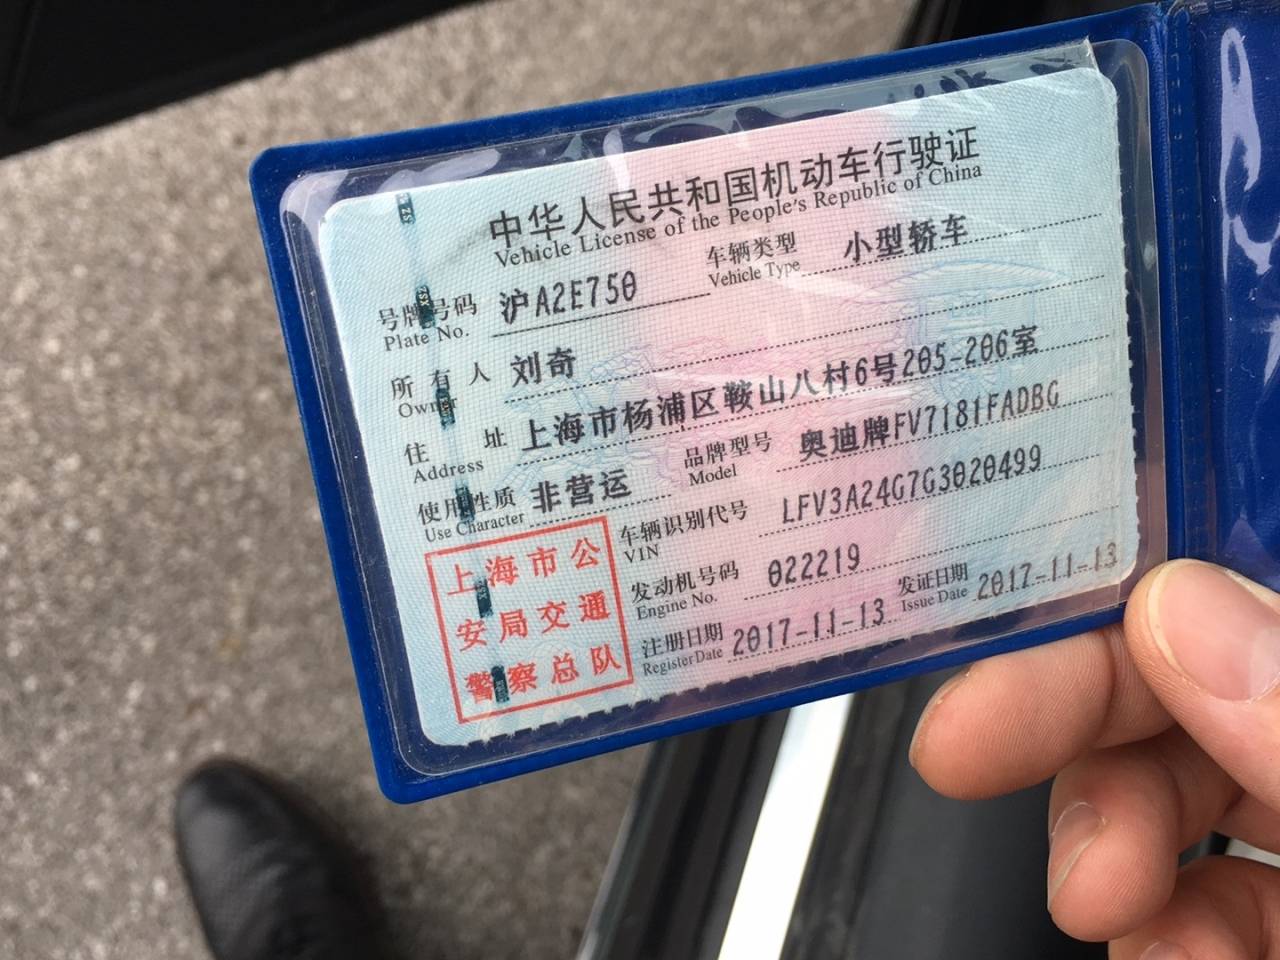 中华人民共和国机动车行驶证
Vehicle License of the People's Republic of China
号牌号码 沪A2E750 车辆类型 小型轿车
Plate No. Vehicle Type
所有人 刘奇
Owner
住址 上海市杨浦区鞍山八村6号205-206室
Address
使用性质 非营运 品牌型号 奥迪牌FV7181FADBG
Use Character Model
车辆识别代号 LFV3A24G7G3020499
VIN
发动机号码 022219
Engine No.
注册日期 2017-11-13 发证日期 2017-11-13
Register Date Issue Date
上海市公
安局交通
警察总队